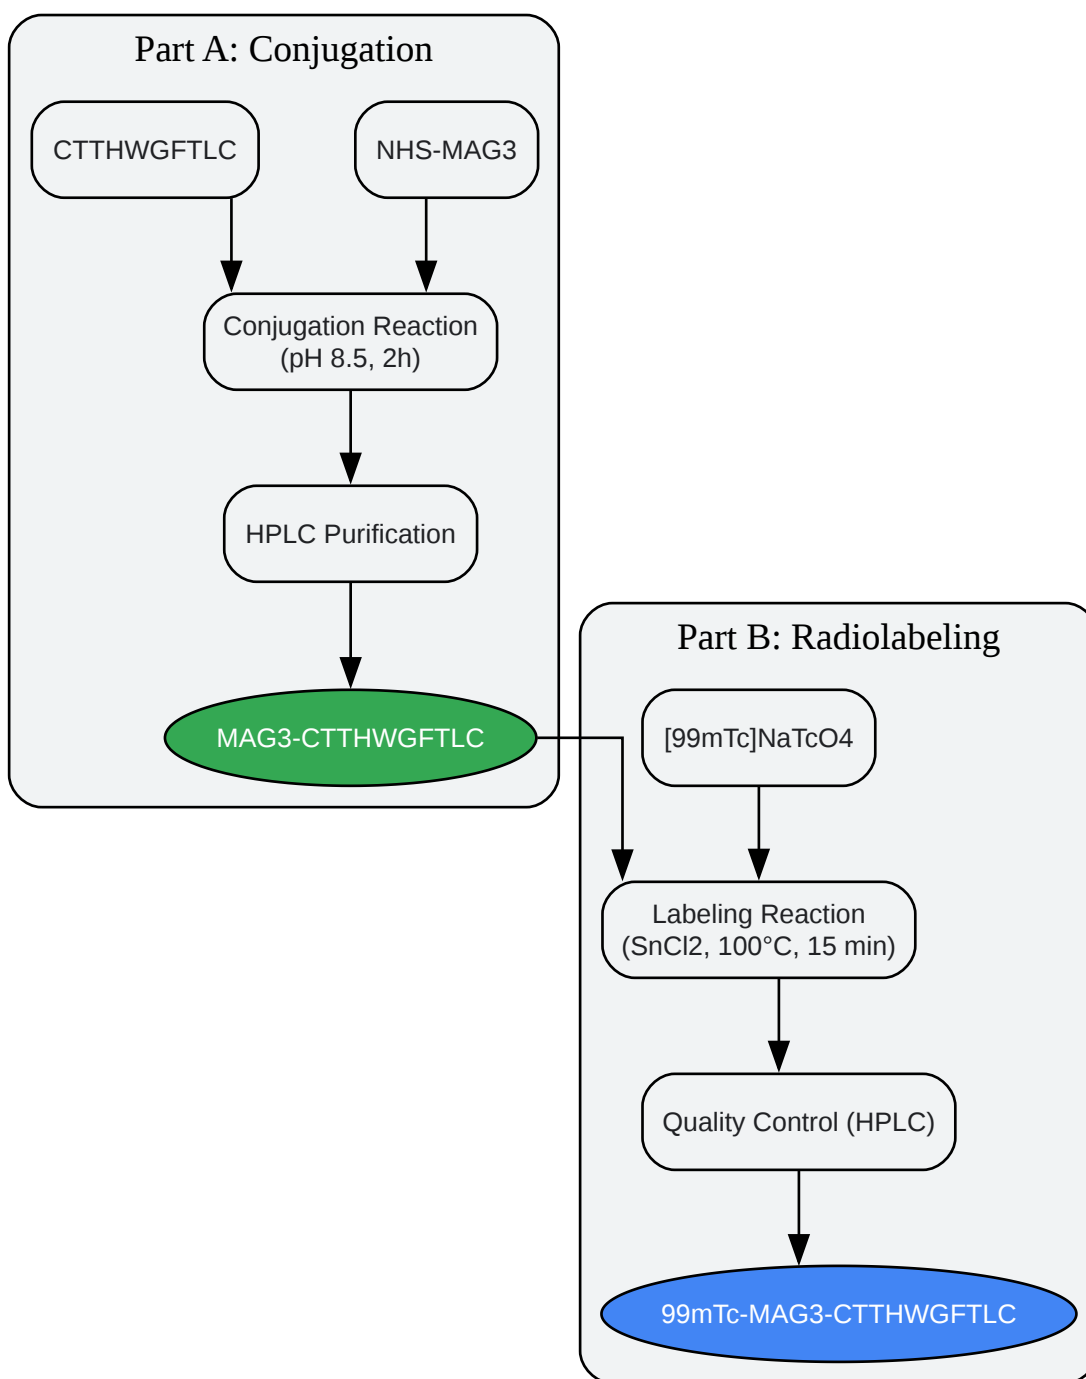 Part A: Conjugation
CTTHWGFTLC
NHS-MAG3
Conjugation Reaction
(pH 8.5, 2h)
HPLC Purification
MAG3-CTTHWGFTLC
Part B: Radiolabeling
[99mTc]NaTcO4
Labeling Reaction
(SnCl2, 100°C, 15 min)
Quality Control (HPLC)
99mTc-MAG3-CTTHWGFTLC